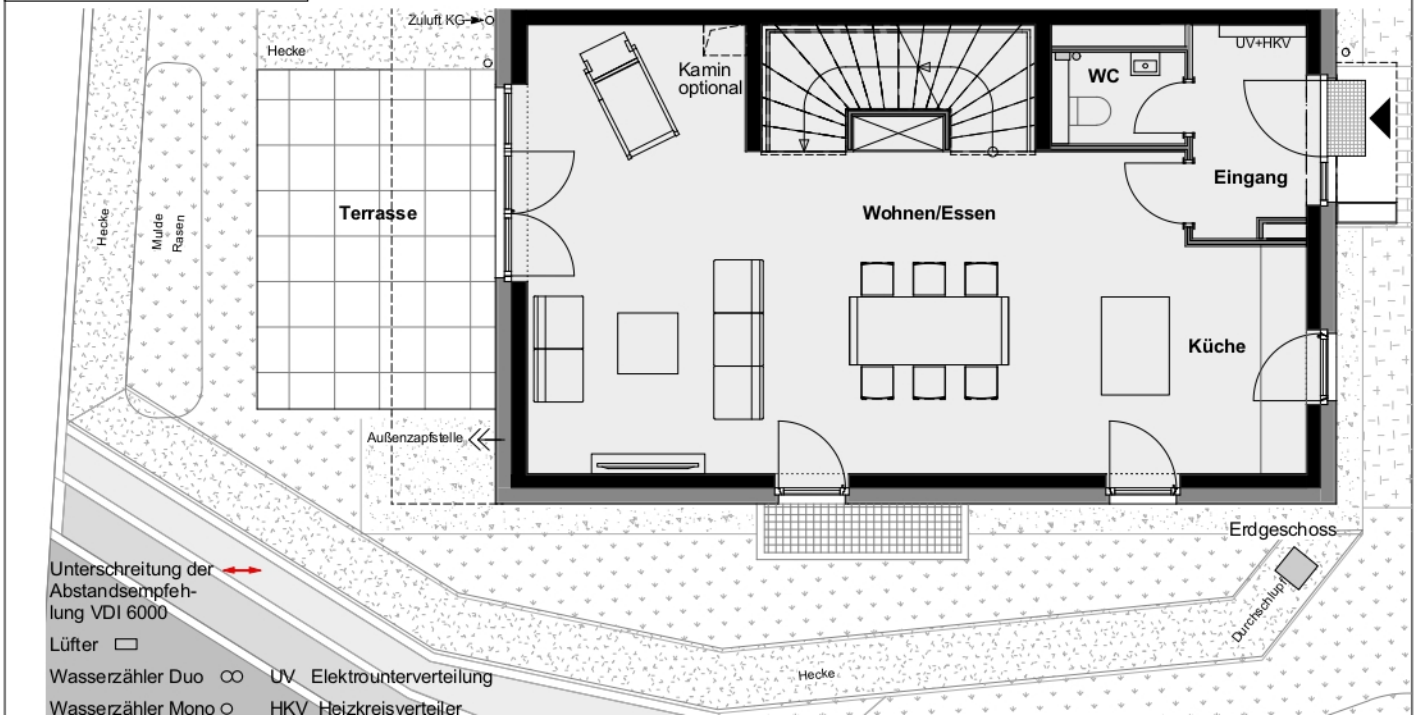 Zuluft KG
Hecke
Kamin
optional
WC
UV+HKV
Eingang
Terrasse
Wohnen/Essen
Hecke
Mulde
Rasen
Küche
Außenzapfstelle
Erdgeschoss
Durchschlupf
Hecke
Unterschreitung der
Abstandsempfeh-
lung VDI 6000
Lüfter
Wasserzähler Duo UV Elektrounterverteilung
Wasserzähler Mono HKV Heizkreisverteiler